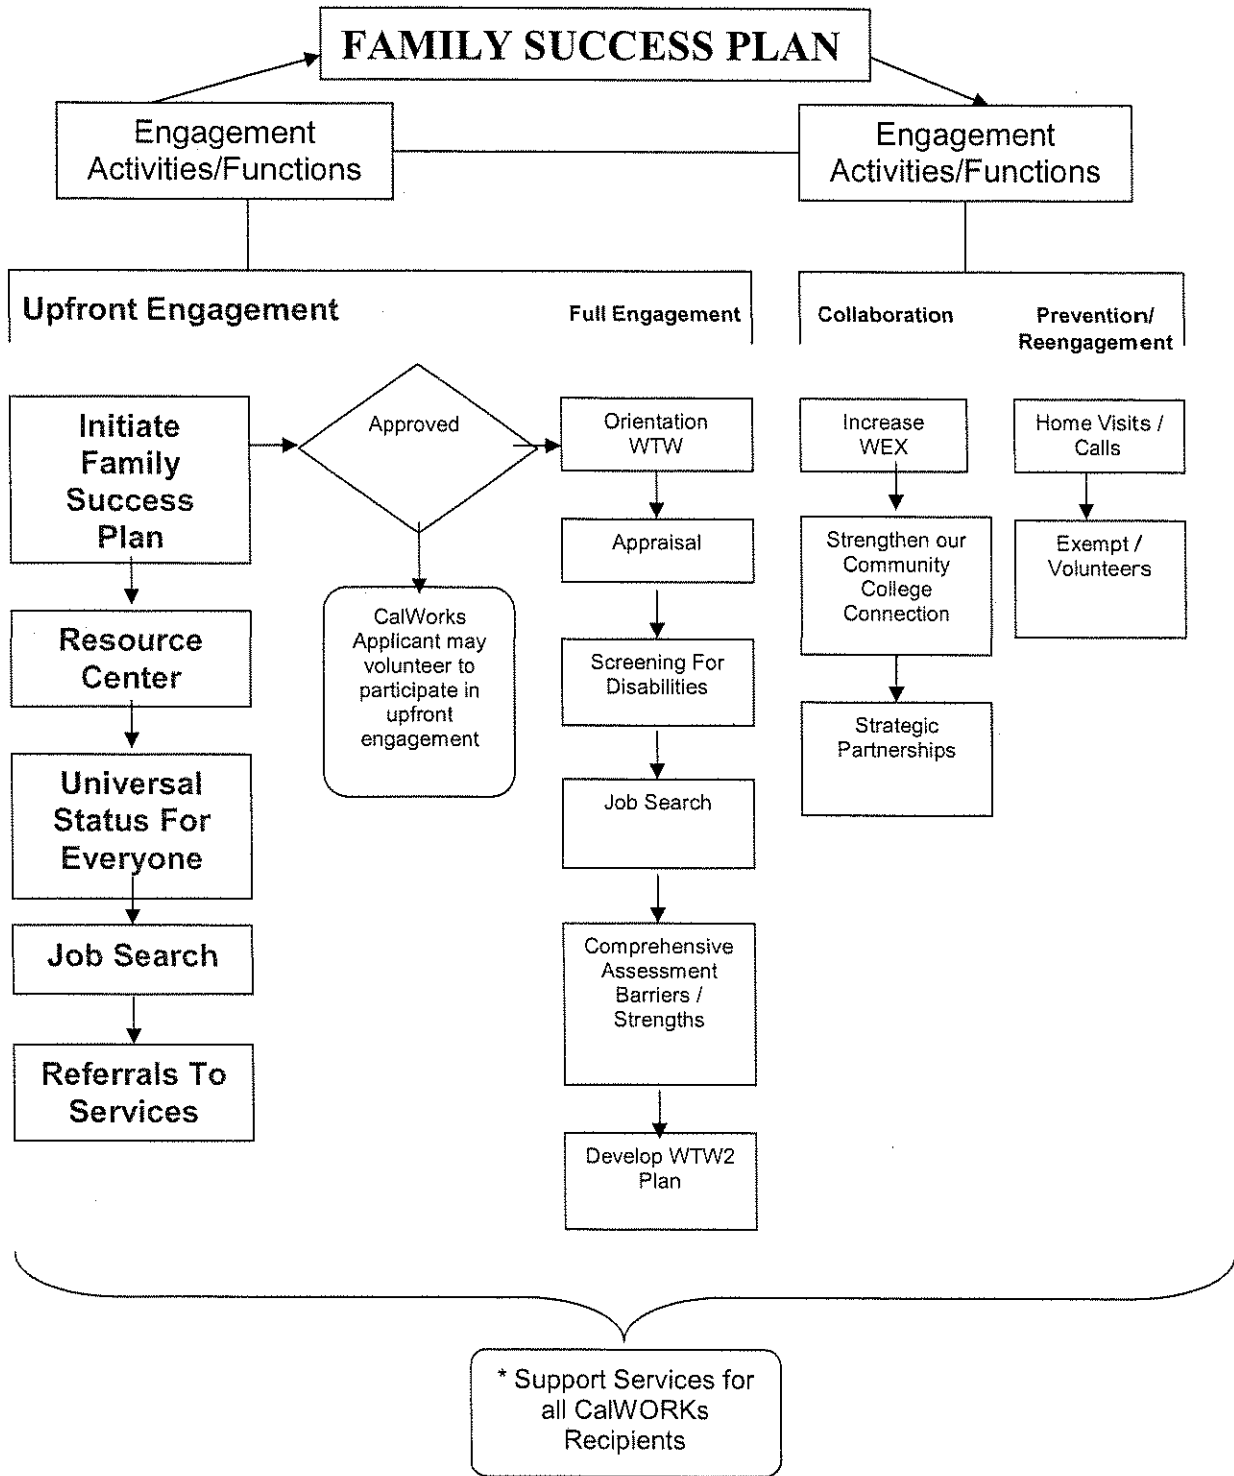 FAMILY SUCCESS PLAN
Engagement
Activities/Functions
Engagement
Activities/Functions
Upfront Engagement
Full Engagement
Collaboration
Prevention/
Reengagement
Initiate
Family
Success
Plan
Resource
Center
Universal
Status For
Everyone
Job Search
Referrals To
Services
Approved
CalWorks
Applicant may
volunteer to
participate in
upfront
engagement
Orientation
WTW
Appraisal
Screening For
Disabilities
Job Search
Comprehensive
Assessment
Barriers /
Strengths
Develop WTW2
Plan
Increase
WEX
Strengthen our
Community
College
Connection
Strategic
Partnerships
Home Visits /
Calls
Exempt /
Volunteers
* Support Services for
all CalWORKs
Recipients